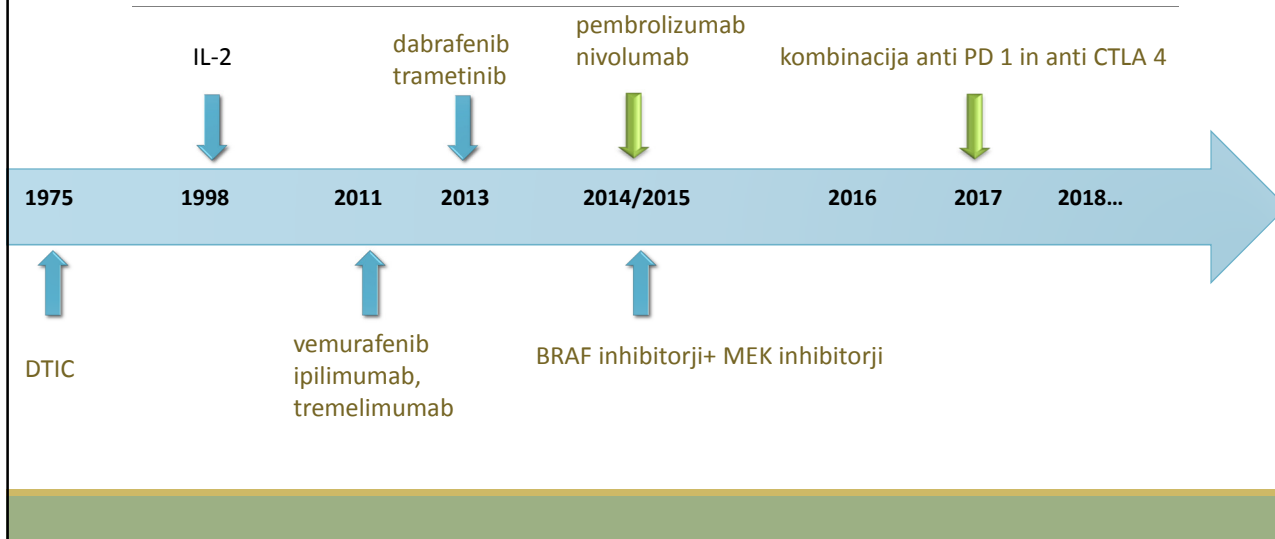 IL-2
dabrafenib
trametinib
pembrolizumab
nivolumab
kombinacija anti PD 1 in anti CTLA 4
1975 1998 2011 2013 2014/2015 2016 2017 2018...
DTIC
vemurafenib
ipilimumab,
tremelimumab
BRAF inhibitorji+ MEK inhibitorji